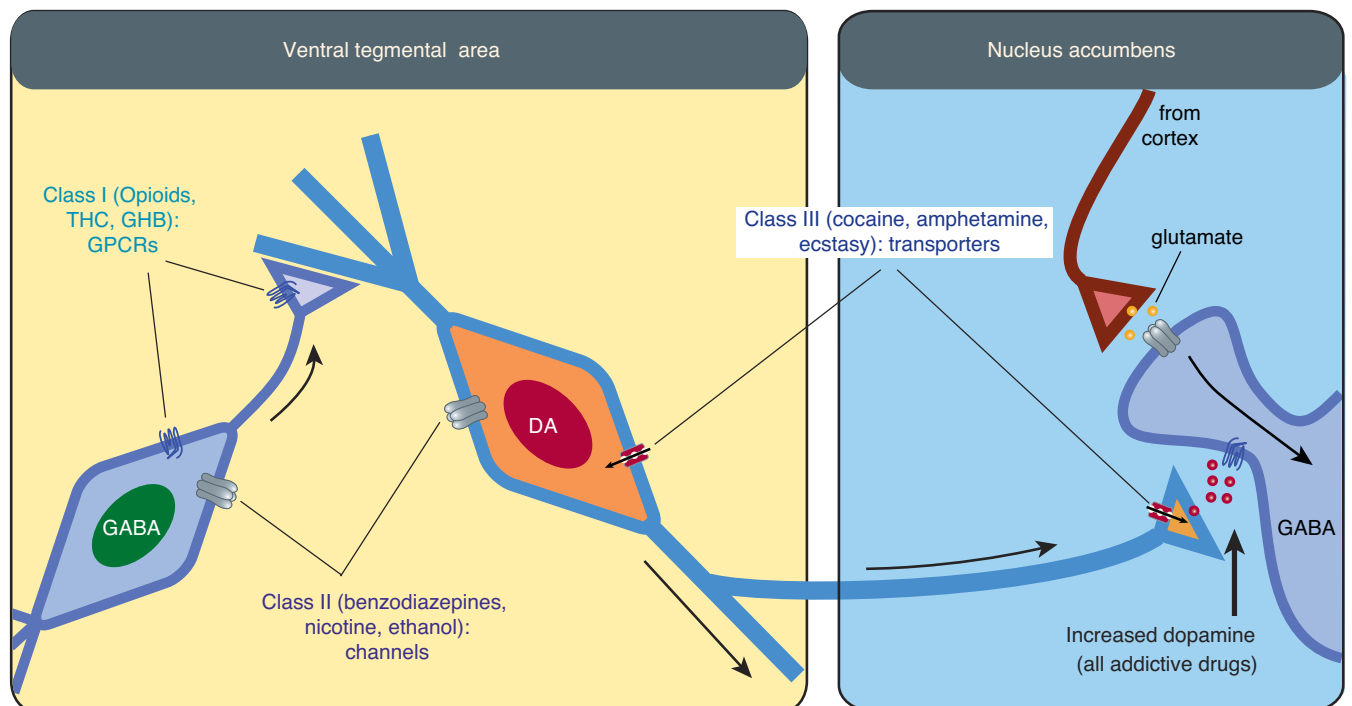 Ventral tegmental area
Nucleus accumbens
from
cortex
Class I (Opioids,
THC, GHB):
GPCRs
Class III (cocaine, amphetamine,
ecstasy): transporters
glutamate
DA
GABA
GABA
Class II (benzodiazepines,
nicotine, ethanol):
channels
Increased dopamine
(all addictive drugs)